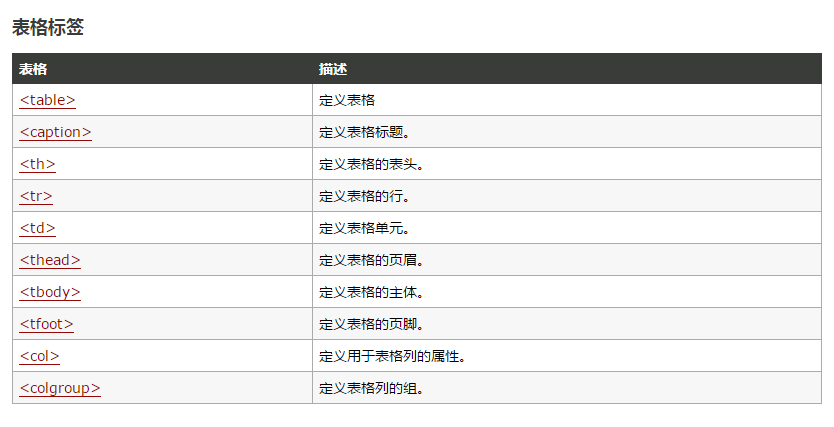 表格标签
表格 描述
<table> 定义表格
<caption> 定义表格标题。
<th> 定义表格的表头。
<tr> 定义表格的行。
<td> 定义表格单元。
<thead> 定义表格的页眉。
<tbody> 定义表格的主体。
<tfoot> 定义表格的页脚。
<col> 定义用于表格列的属性。
<colgroup> 定义表格列的组。